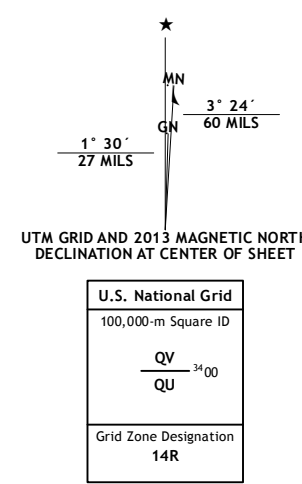 ★
MN
3° 24´
60 MILS
GN
1° 30´
27 MILS
UTM GRID AND 2013 MAGNETIC NORTH
DECLINATION AT CENTER OF SHEET
U.S. National Grid
100,000-m Square ID
QV
3400
QU
Grid Zone Designation
14R